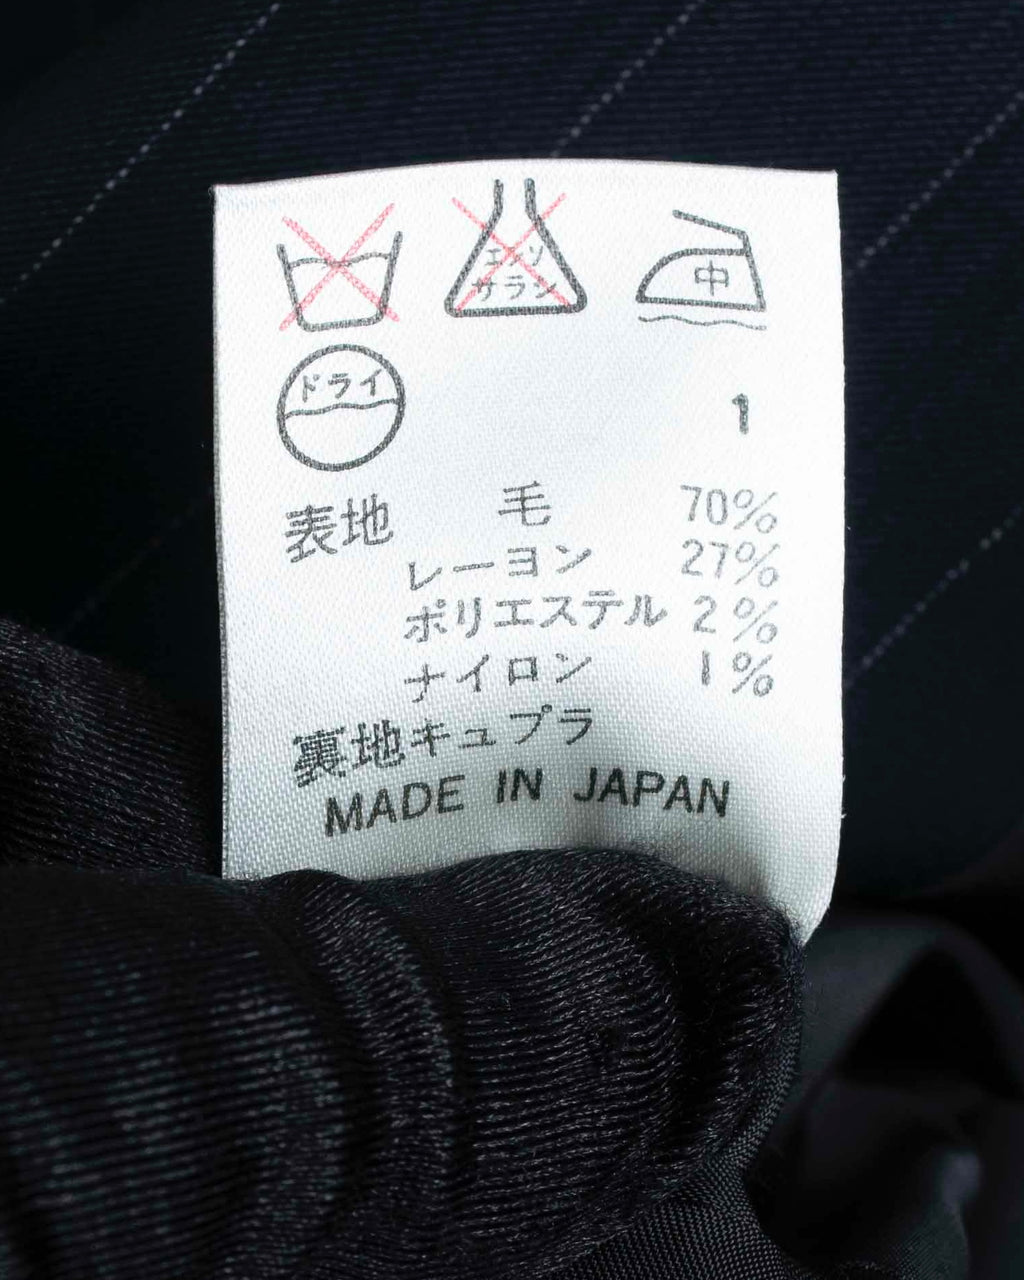 エンソ
サラシ
中
ドライ
1
表地 毛 70%
レーヨン 27%
ポリエステル 2%
ナイロン 1%
裏地キュプラ
MADE IN JAPAN